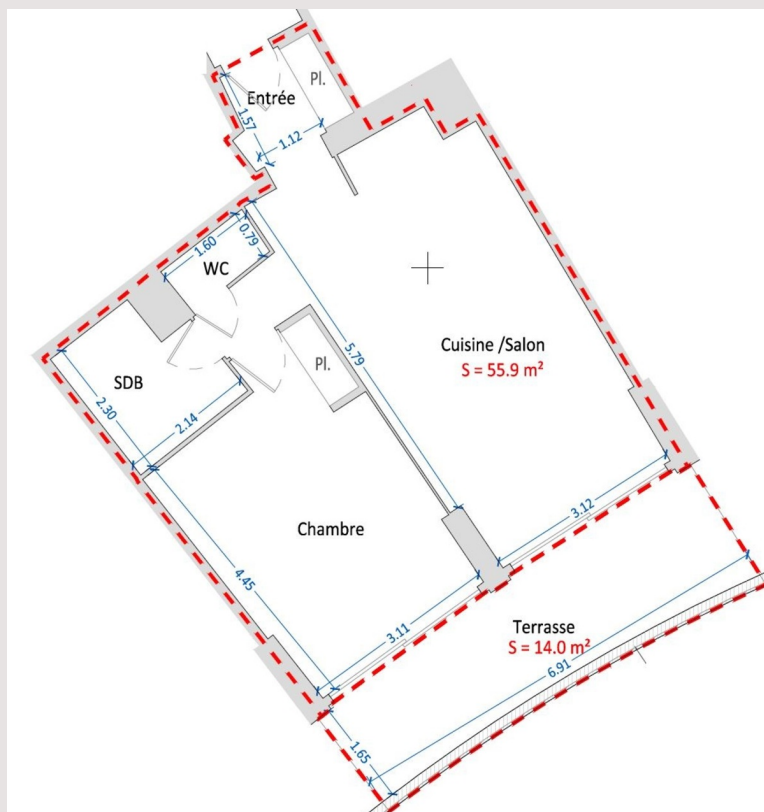 Pl.
Entrée
1.57
1.12
1.60
0.79
WC
Cuisine /Salon
S = 55.9 m²
5.79
Pl.
SDB
2.30
2.14
Chambre
3.12
4.45
3.11
Terrasse
S = 14.0 m²
6.91
1.65